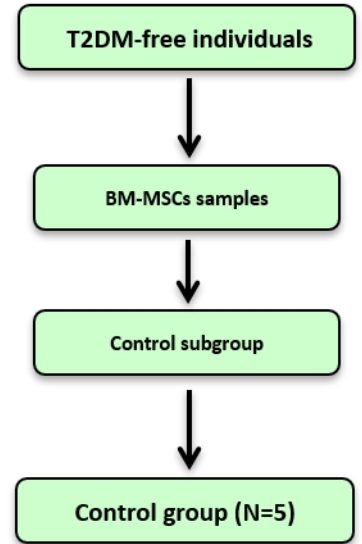 T2DM-free individuals
BM-MSCs samples
Control subgroup
Control group (N=5)